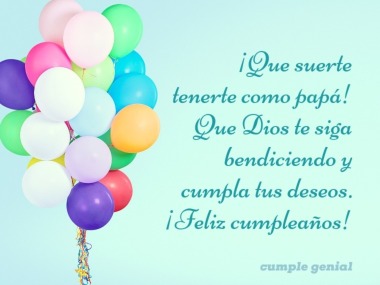 ¡Que suerte
tenerte como papá!
Que Dios te siga
bendiciendo y
cumpla tus deseos.
¡Feliz cumpleaños!
cumple genial